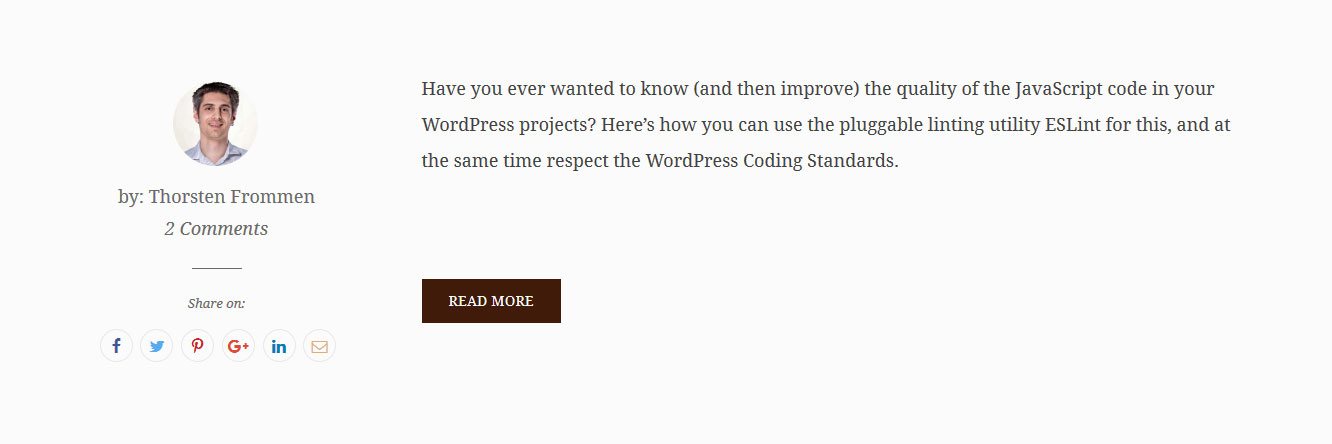 by: Thorsten Frommen
2 Comments
Share on:
Have you ever wanted to know (and then improve) the quality of the JavaScript code in your
WordPress projects? Here’s how you can use the pluggable linting utility ESLint for this, and at
the same time respect the WordPress Coding Standards.
READ MORE